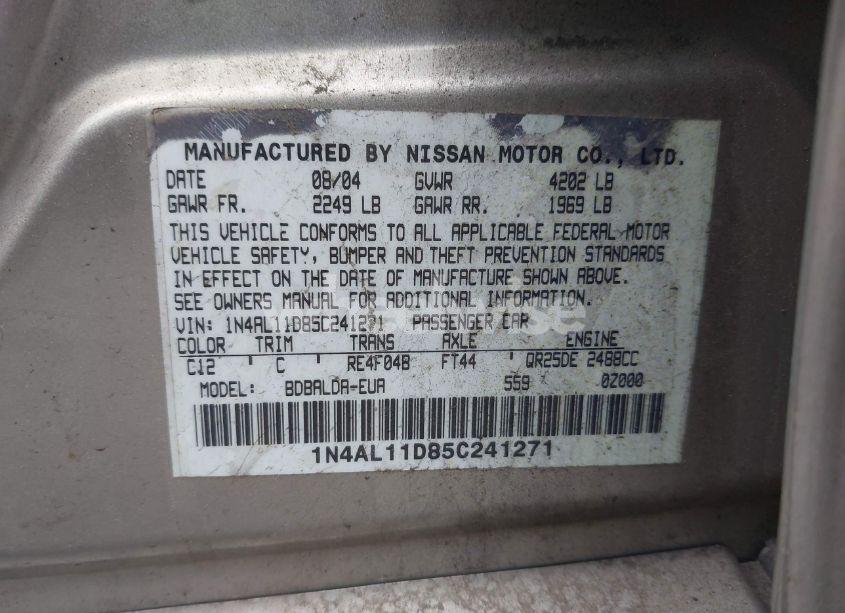 MANUFACTURED BY NISSAN MOTOR CO., LTD.
DATE 08/04 GVWR 4202 LB
GAWR FR. 2249 LB GAWR RR. 1969 LB
THIS VEHICLE CONFORMS TO ALL APPLICABLE FEDERAL MOTOR
VEHICLE SAFETY, BUMPER AND THEFT PREVENTION STANDARDS
IN EFFECT ON THE DATE OF MANUFACTURE SHOWN ABOVE.
SEE OWNERS MANUAL FOR ADDITIONAL INFORMATION.
VIN: 1N4AL11D85C241271 PASSENGER CAR
COLOR TRIM TRANS AXLE ENGINE
C12 C RE4F04B FT44 QR25DE 2488CC
MODEL: BDBALDA-EUA 559 0Z000
1N4AL11D85C241271